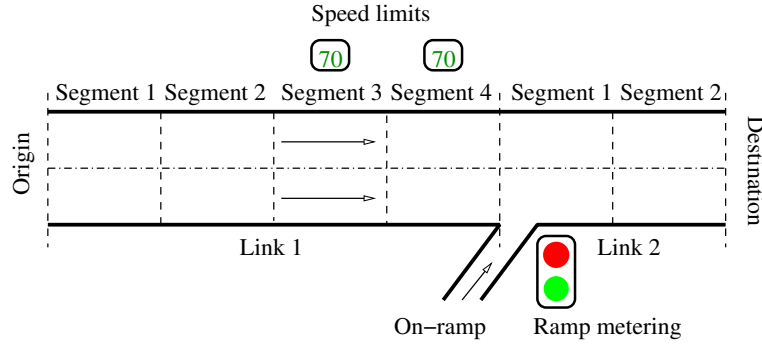 Speed limits
70 70
Segment 1 Segment 2 Segment 3 Segment 4 Segment 1 Segment 2
Origin
Destination
Link 1 Link 2
On-ramp Ramp metering